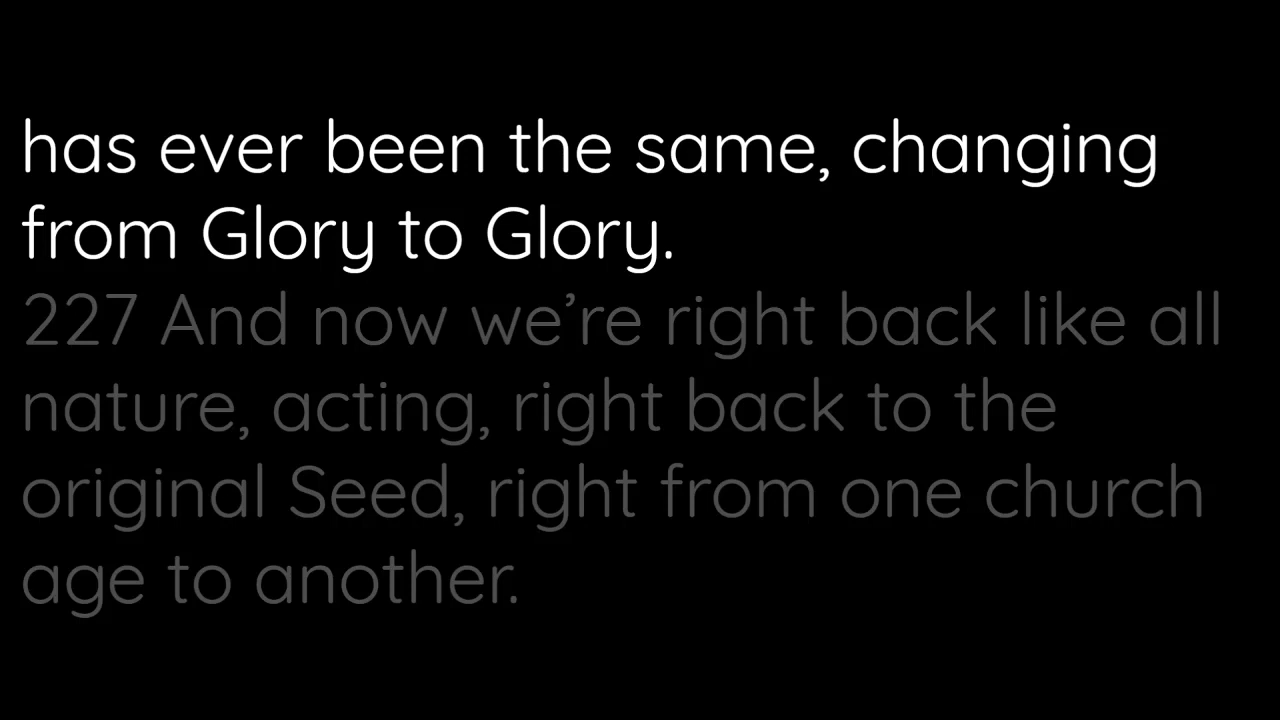 has ever been the same, changing
from Glory to Glory.
227 And now we’re right back like all
nature, acting, right back to the
original Seed, right from one church
age to another.